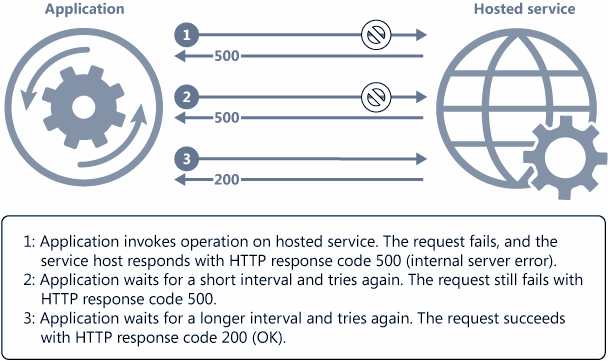 Application
Hosted service
1
500
2
500
3
200
1: Application invokes operation on hosted service. The request fails, and the
service host responds with HTTP response code 500 (internal server error).
2: Application waits for a short interval and tries again. The request still fails with
HTTP response code 500.
3: Application waits for a longer interval and tries again. The request succeeds
with HTTP response code 200 (OK).